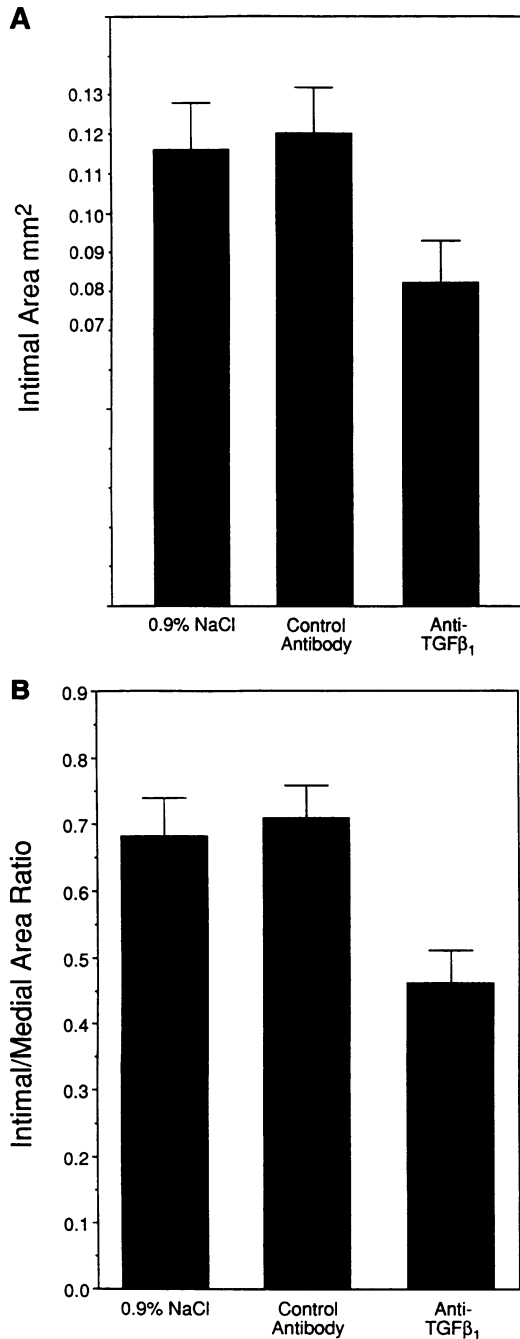 A
0.13
0.12
0.11
0.10
0.09
0.08
0.07
Intimal Area mm²
0.9% NaCl
Control
Antibody
Anti-
TGFβ₁
B
0.9
0.8
0.7
0.6
0.5
0.4
0.3
0.2
0.1
0.0
Intimal/Medial Area Ratio
0.9% NaCl
Control
Antibody
Anti-
TGFβ₁